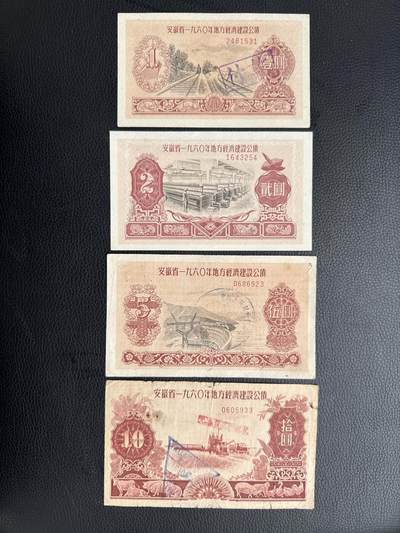 安徽省一九六〇年地方經濟建設公債
2481531
1
壹圓
安徽省一九六〇年地方經濟建設公債
1643254
2
貳圓
安徽省一九六〇年地方經濟建設公債
0686923
5
伍圓
安徽省一九六〇年地方經濟建設公債
0605933
10
拾圓